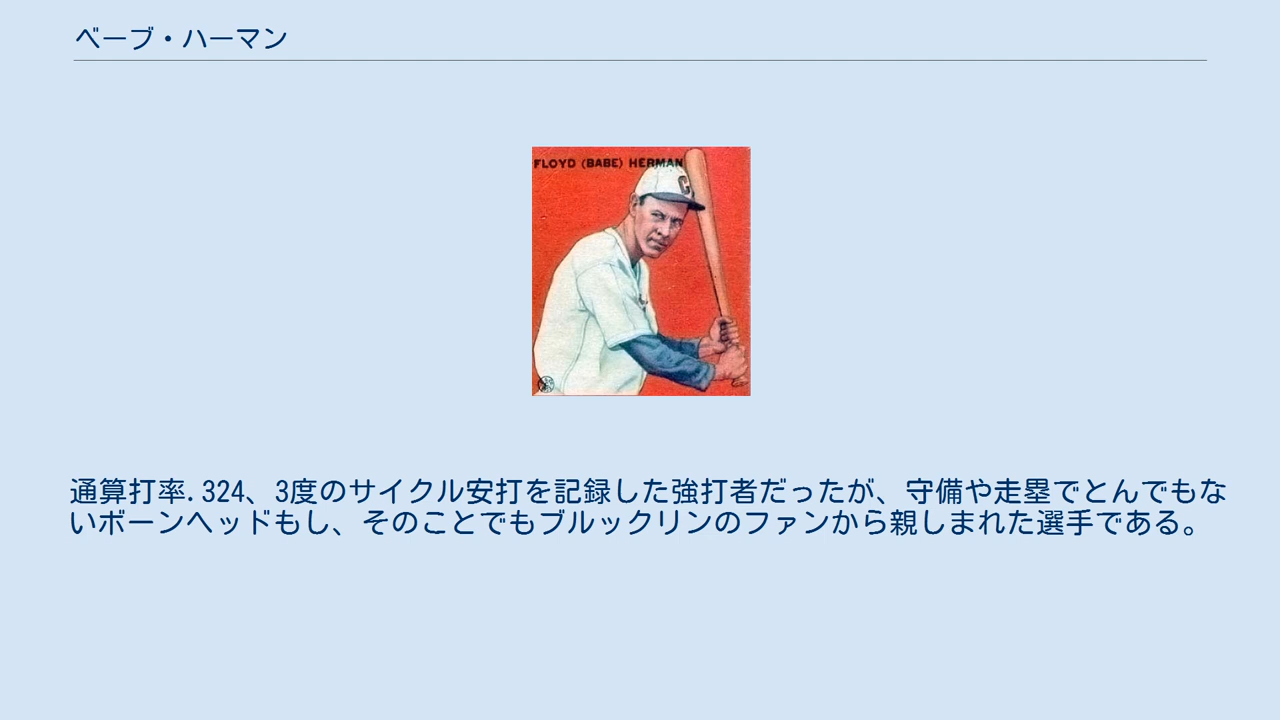 ベーブ・ハーマン
FLOYD (BABE) HERMAN
C
通算打率.324、3度のサイクル安打を記録した強打者だったが、守備や走塁でとんでもな
いボーンヘッドもし、そのことでもブルックリンのファンから親しまれた選手である。